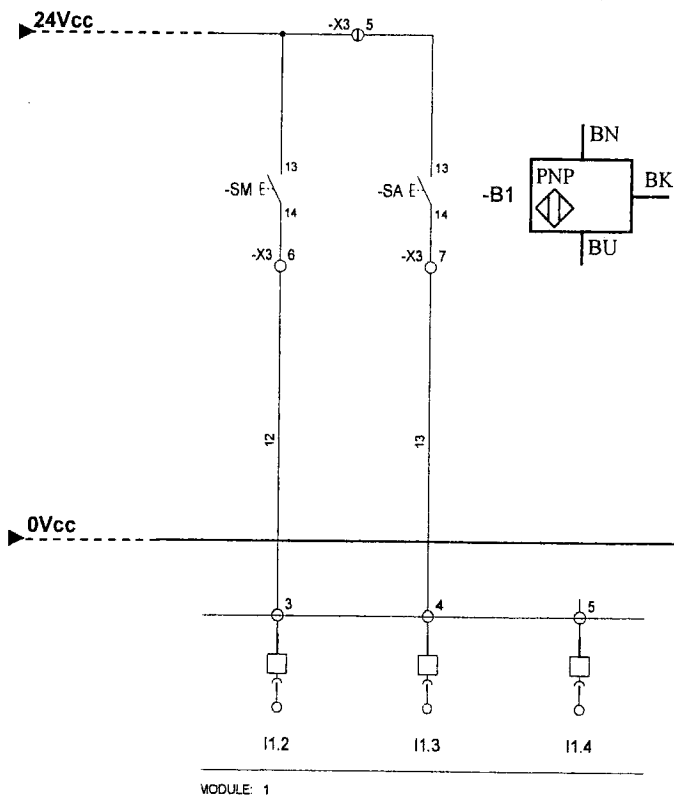 24Vcc
-X3 5
BN
13 13
PNP
BK
-SM E -SA E -B1
14 14
BU
-X3 6 -X3 7
12 13
0Vcc
3 4 5
I1.2 I1.3 I1.4
MODULE: 1